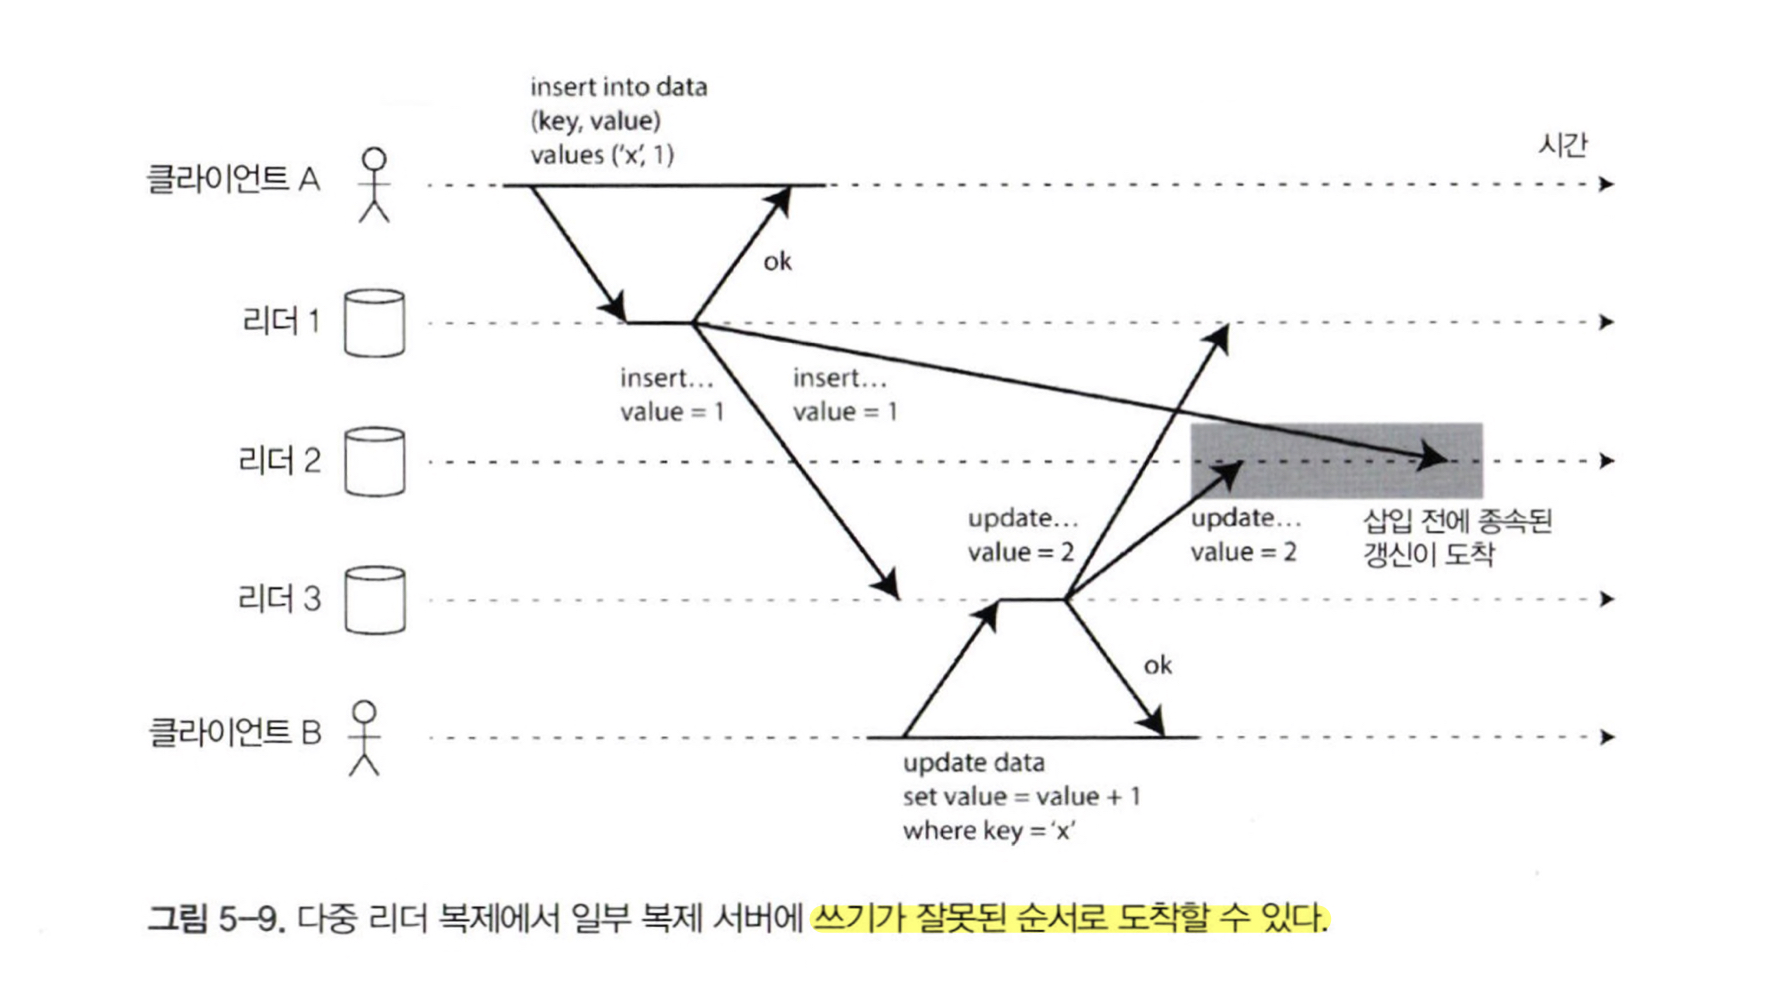 insert into data
(key, value)
values (‘x’, 1)
시간
클라이언트 A
ok
리더 1
insert...
value = 1
insert...
value = 1
리더 2
update...
value = 2
update...
value = 2
삽입 전에 종속된
갱신이 도착
리더 3
ok
클라이언트 B
update data
set value = value + 1
where key = ‘x’
그림 5–9. 다중 리더 복제에서 일부 복제 서버에 쓰기가 잘못된 순서로 도착할 수 있다.